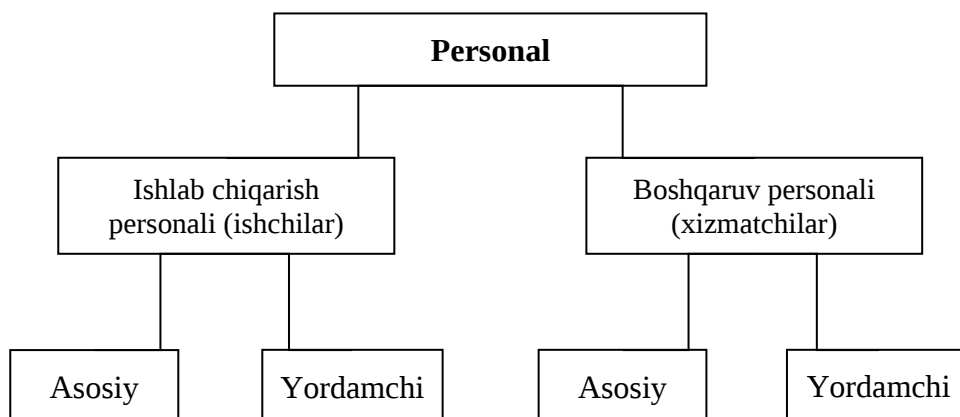 Personal
Ishlab chiqarish
personali (ishchilar)
Boshqaruv personali
(xizmatchilar)
Asosiy
Yordamchi
Asosiy
Yordamchi